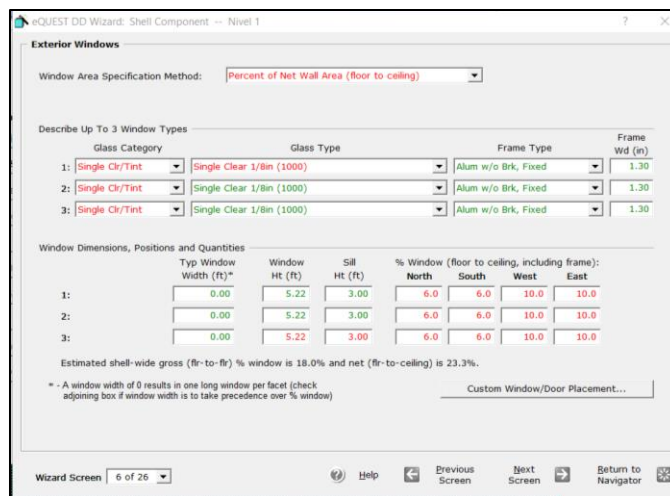 eQUEST DD Wizard: Shell Component -- Nivel 1 ? ×
Exterior Windows
Window Area Specification Method: Percent of Net Wall Area (floor to ceiling)
Describe Up To 3 Window Types
Glass Category Glass Type Frame Type Frame Wd (in)
1: Single Clr/Tint Single Clear 1/8in (1000) Alum w/o Brk, Fixed 1.30
2: Single Clr/Tint Single Clear 1/8in (1000) Alum w/o Brk, Fixed 1.30
3: Single Clr/Tint Single Clear 1/8in (1000) Alum w/o Brk, Fixed 1.30
Window Dimensions, Positions and Quantities
Typ Window Window Sill % Window (floor to ceiling, including frame):
Width (ft)* Ht (ft) Ht (ft) North South West East
1: 0.00 5.22 3.00 6.0 6.0 10.0 10.0
2: 0.00 5.22 3.00 6.0 6.0 10.0 10.0
3: 0.00 5.22 3.00 6.0 6.0 10.0 10.0
Estimated shell-wide gross (flr-to-flr) % window is 18.0% and net (flr-to-ceiling) is 23.3%.
* - A window width of 0 results in one long window per facet (check
adjoining box if window width is to take precedence over % window)
Custom Window/Door Placement...
Wizard Screen 6 of 26 Help Previous Screen Next Screen Return to Navigator